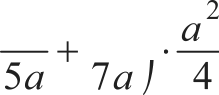 /5a + /7a) · a²/4